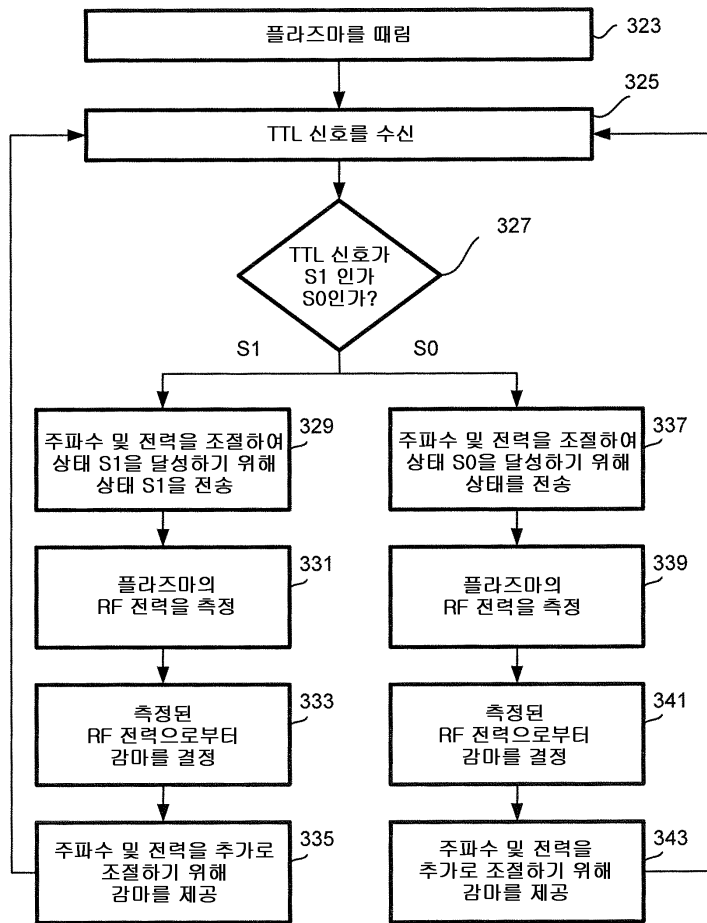 플라즈마를 때림
323
325
TTL 신호를 수신
327
TTL 신호가
S1 인가
S0인가?
S1
S0
주파수 및 전력을 조절하여
상태 S1을 달성하기 위해
상태 S1을 전송
329
주파수 및 전력을 조절하여
상태 S0을 달성하기 위해
상태를 전송
337
플라즈마의
RF 전력을 측정
331
플라즈마의
RF 전력을 측정
339
측정된
RF 전력으로부터
감마를 결정
333
측정된
RF 전력으로부터
감마를 결정
341
주파수 및 전력을 추가로
조절하기 위해
감마를 제공
335
주파수 및 전력을
추가로 조절하기 위해
감마를 제공
343